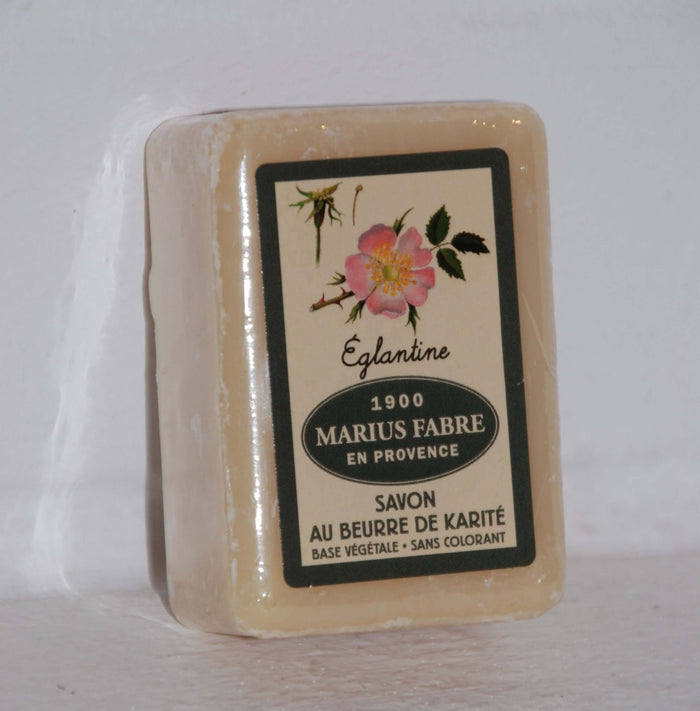 Églantine
1900
MARIUS FABRE
EN PROVENCE
SAVON
AU BEURRE DE KARITÉ
BASE VÉGÉTALE • SANS COLORANT